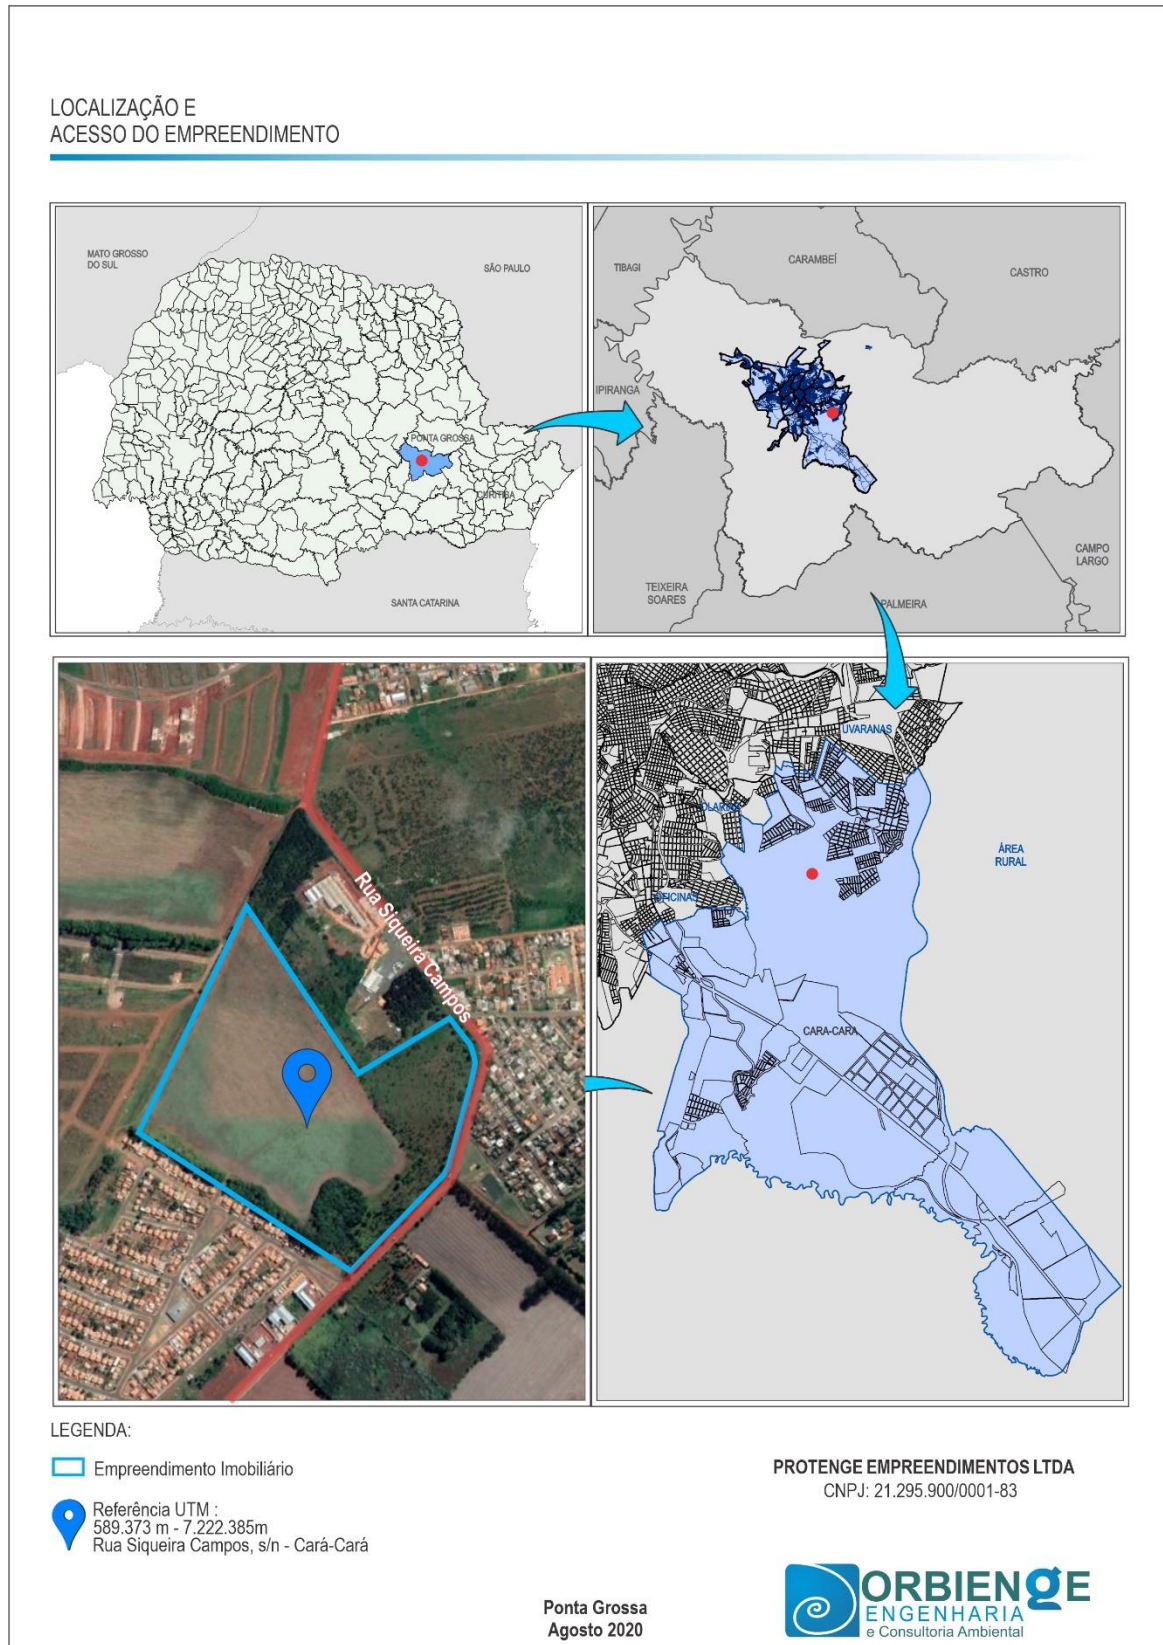 LOCALIZAÇÃO E
ACESSO DO EMPREENDIMENTO
MATO GROSSO
DO SUL
SÃO PAULO
PONTA GROSSA
CURITIBA
SANTA CATARINA
TIBAGI
CARAMBEÍ
CASTRO
IPIRANGA
TEIXEIRA
SOARES
PALMEIRA
CAMPO
LARGO
Rua Siqueira Campos
UVARANAS
OLARIAS
OFICINAS
ÁREA
RURAL
CARA-CARA
LEGENDA:
Empreendimento Imobiliário
Referência UTM :
589.373 m - 7.222.385m
Rua Siqueira Campos, s/n - Cará-Cará
PROTENGE EMPREENDIMENTOS LTDA
CNPJ: 21.295.900/0001-83
Ponta Grossa
Agosto 2020
ORBIENGE
ENGENHARIA
e Consultoria Ambiental